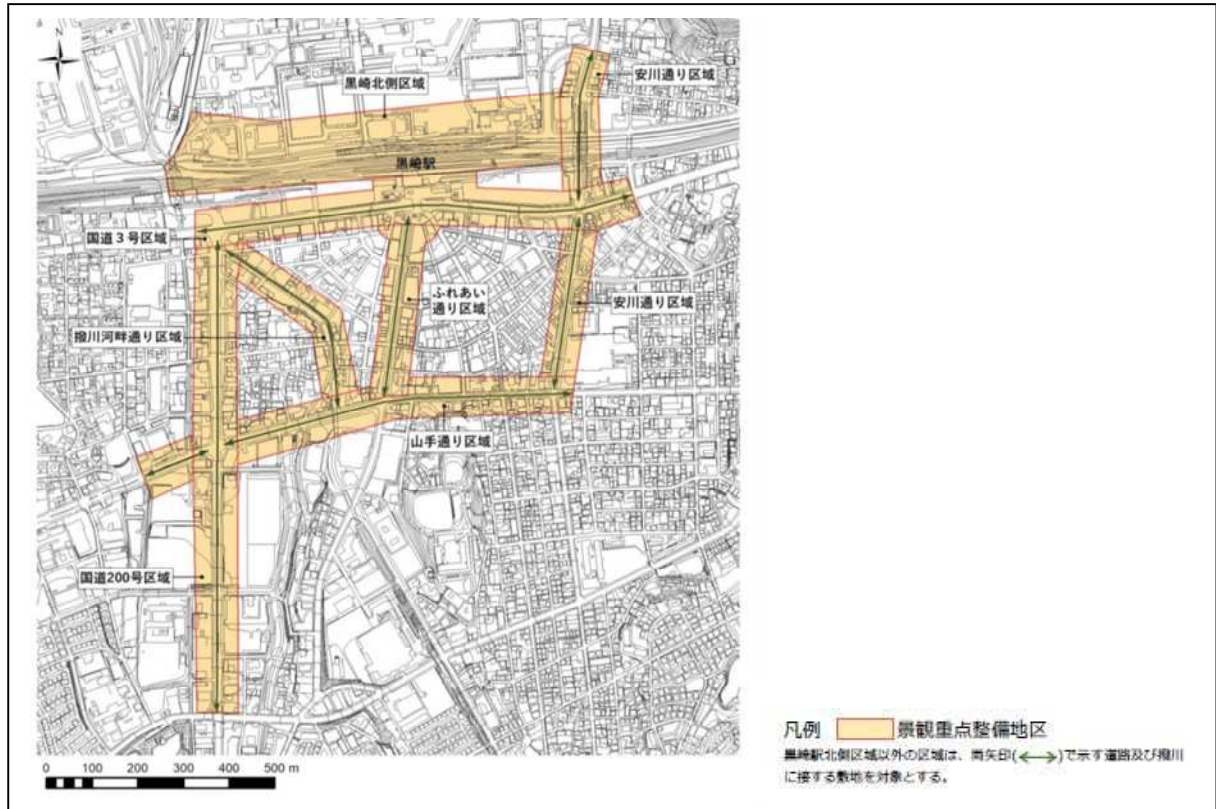 N
安川通り区域
黒崎北側区域
黒崎駅
国道3号区域
ふれあい
通り区域
安川通り区域
撥川河畔通り区域
山手通り区域
国道200号区域
0 100 200 300 400 500 m
凡例 景観重点整備地区
黒崎駅北側区域以外の区域は、両矢印(⟷)で示す道路及び撥川
に接する敷地を対象とする。